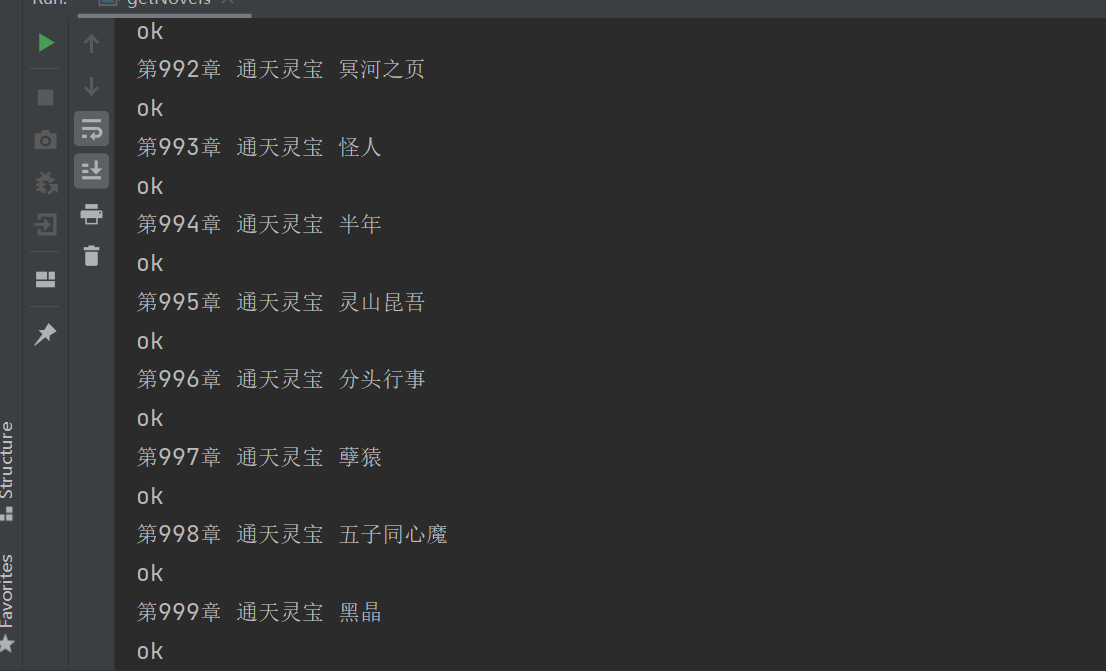 Run:
getNovels
ok
第992章 通天灵宝 冥河之页
ok
第993章 通天灵宝 怪人
ok
第994章 通天灵宝 半年
ok
第995章 通天灵宝 灵山昆吾
ok
第996章 通天灵宝 分头行事
ok
第997章 通天灵宝 孽猿
ok
第998章 通天灵宝 五子同心魔
ok
第999章 通天灵宝 黑晶
ok
Structure
Favorites